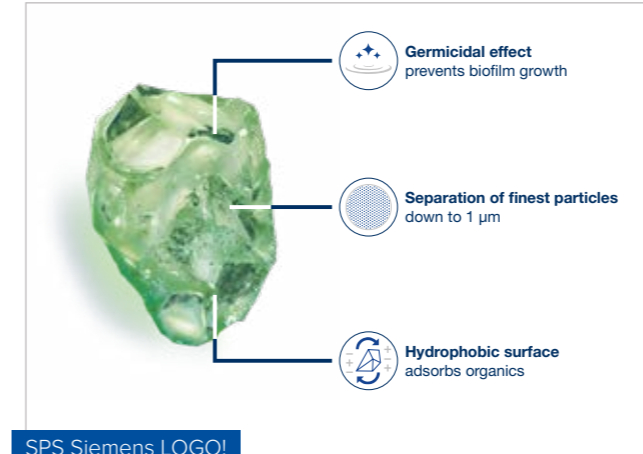 Germicidal effect
prevents biofilm growth
Separation of finest particles
down to 1 µm
Hydrophobic surface
adsorbs organics
SPS Siemens LOGO!